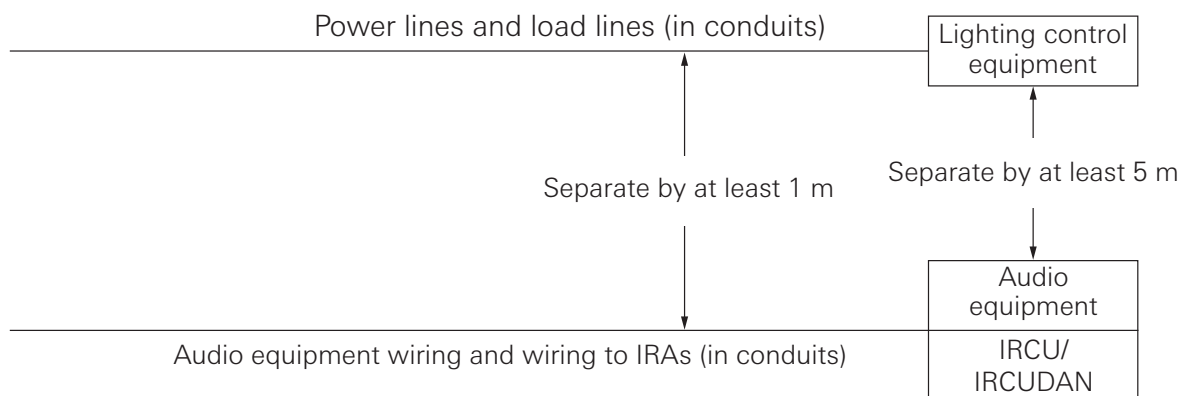 Power lines and load lines (in conduits)
Lighting control
equipment
Separate by at least 1 m
Separate by at least 5 m
Audio
equipment
Audio equipment wiring and wiring to IRAs (in conduits)
IRCU/
IRCUDAN